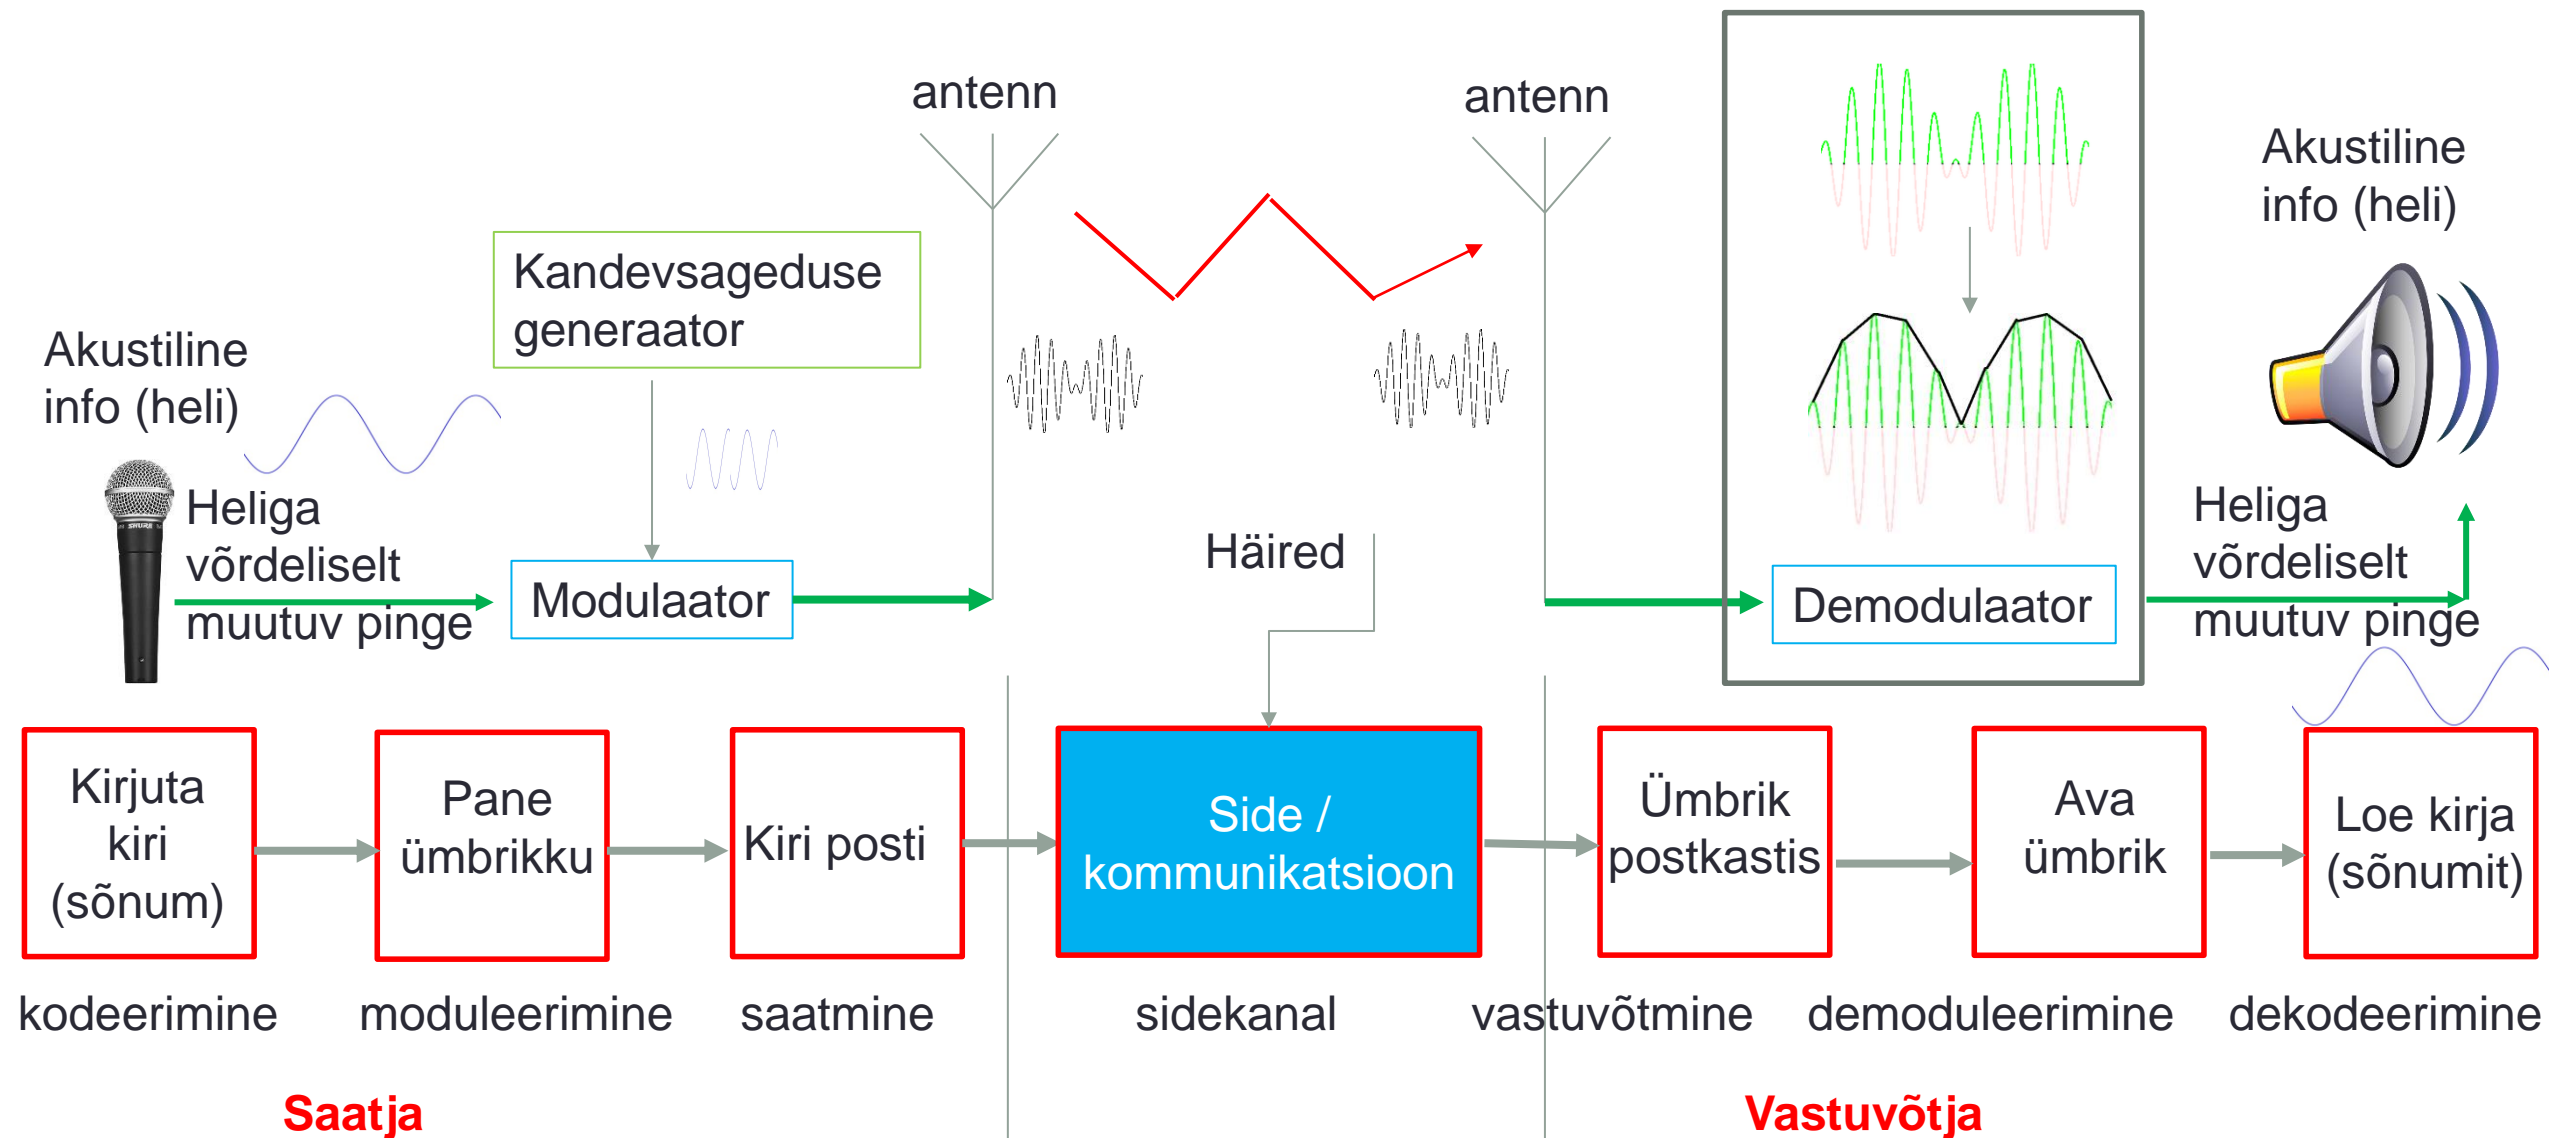 antenn
antenn
Akustiline
info (heli)
Kandevsageduse
generaator
Akustiline
info (heli)
Heliga
võrdeliselt
muutuv pinge
Modulaator
Häired
Demodulaator
Heliga
võrdeliselt
muutuv pinge
SHURE
Kirjuta
kiri
(sõnum)
Pane
ümbrikku
Kiri posti
Side /
kommunikatsioon
Ümbrik
postkastis
Ava
ümbrik
Loe kirja
(sõnumit)
kodeerimine
moduleerimine
saatmine
sidekanal
vastuvõtmine
demoduleerimine
dekodeerimine
Saatja
Vastuvõtja